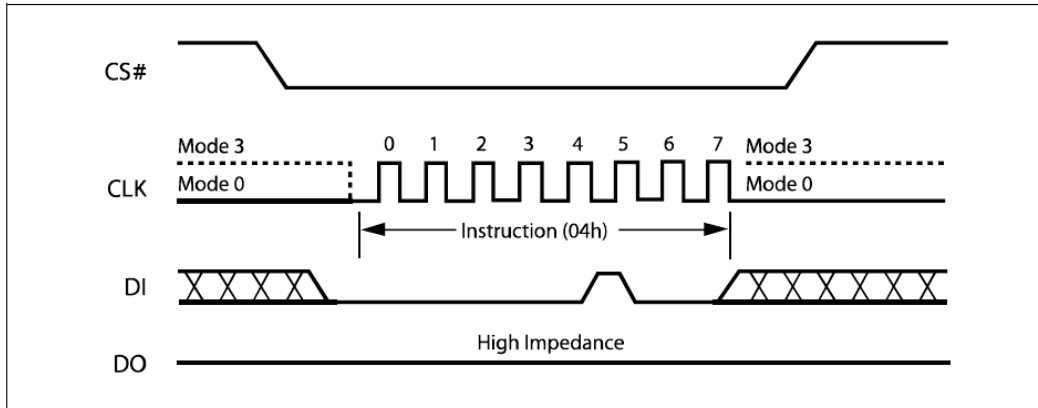 CS#
Mode 3
0 1 2 3 4 5 6 7
Mode 3
CLK
Mode 0
Mode 0
Instruction (04h)
DI
High Impedance
DO